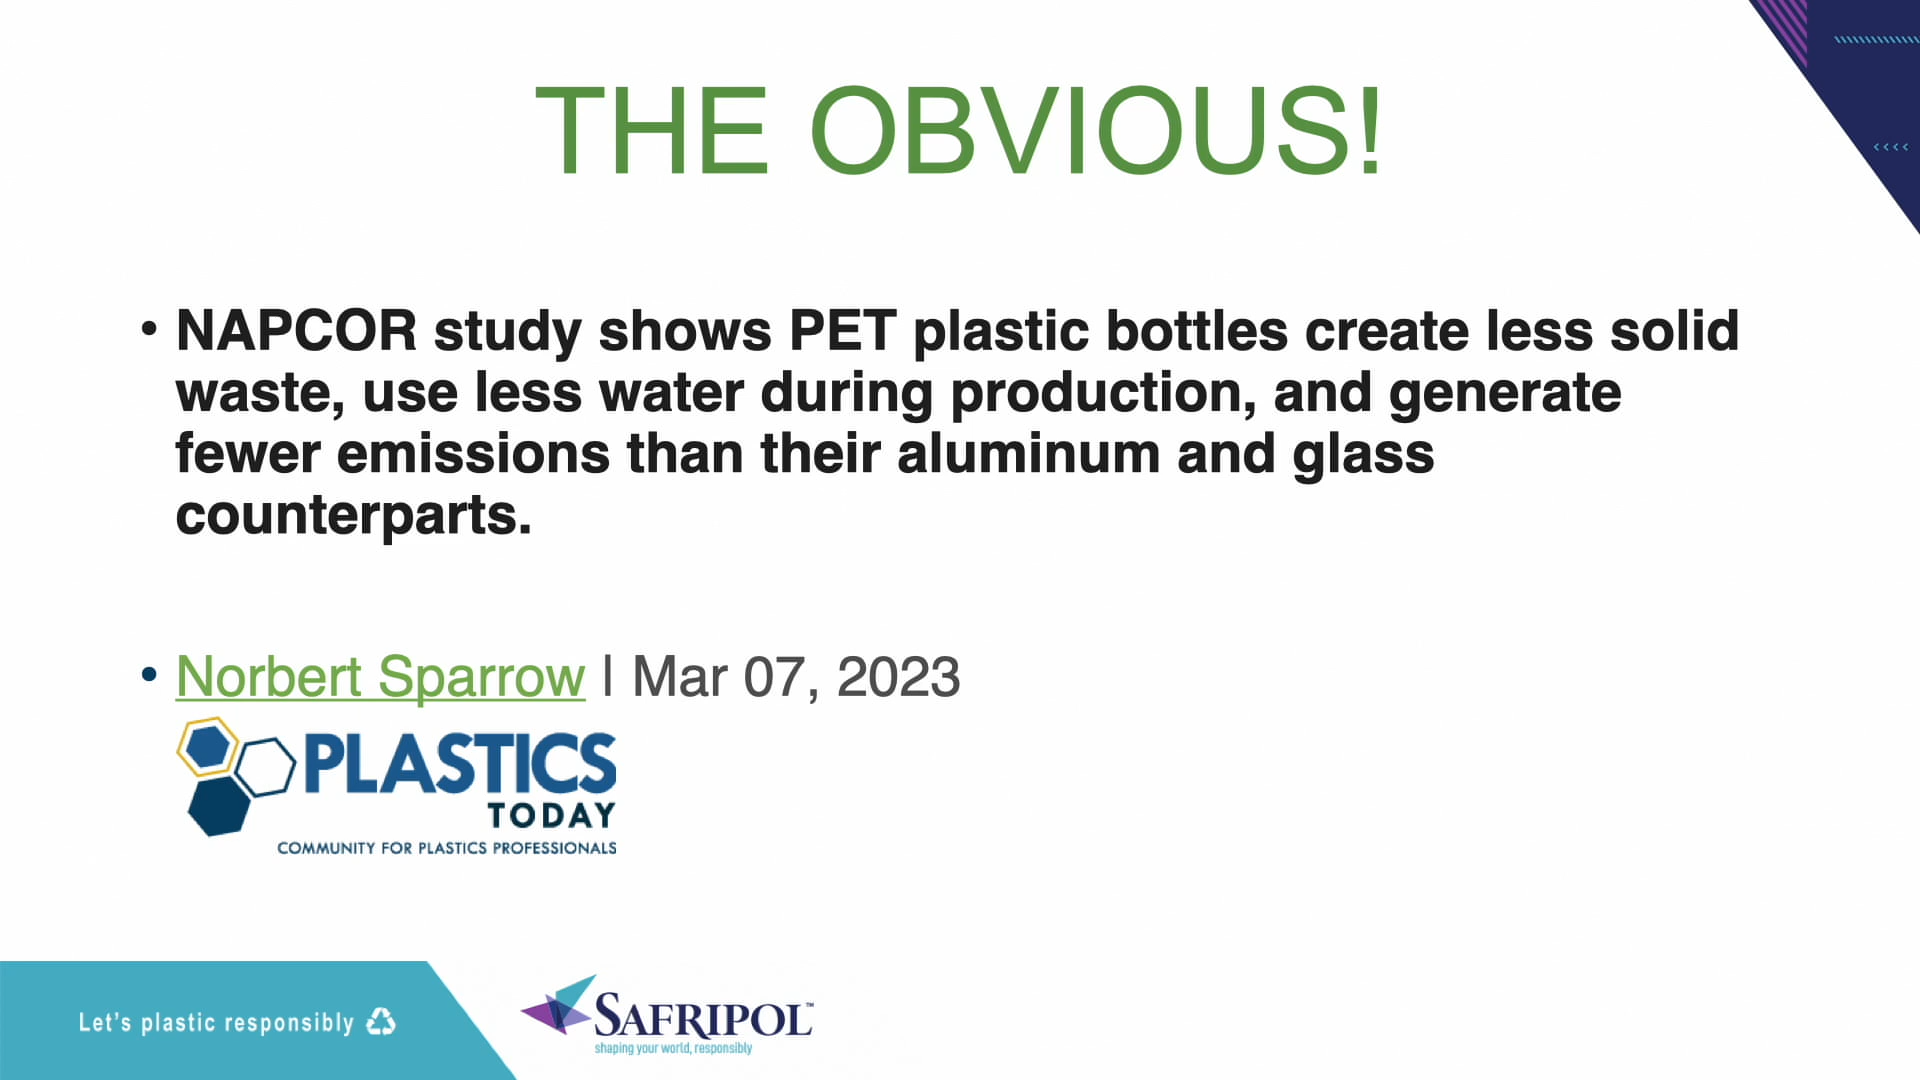 THE OBVIOUS!
• NAPCOR study shows PET plastic bottles create less solid
waste, use less water during production, and generate
fewer emissions than their aluminum and glass
counterparts.
• Norbert Sparrow | Mar 07, 2023
PLASTICS
TODAY
COMMUNITY FOR PLASTICS PROFESSIONALS
Let's plastic responsibly
SAFRIPOL™
shaping your world, responsibly